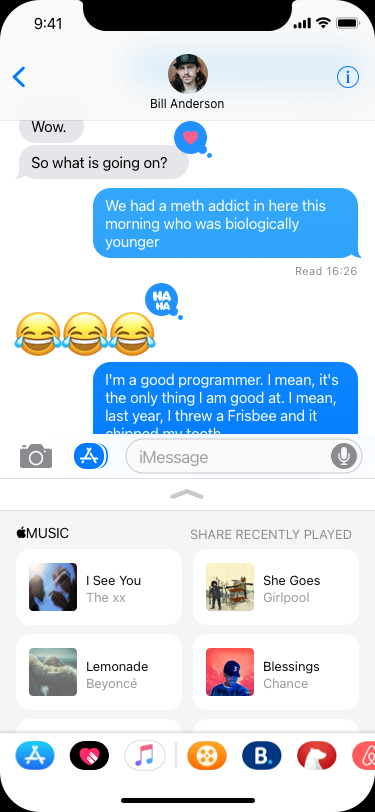 9:41
Bill Anderson
Wow.
So what is going on?
We had a meth addict in here this
morning who was biologically
younger
Read 16:26
HA
HA
I'm a good programmer. I mean, it's
the only thing I am good at. I mean,
last year, I threw a Frisbee and it
chipped my tooth
iMessage
MUSIC
SHARE RECENTLY PLAYED
I See You
The xx
She Goes
Girlpool
Lemonade
Beyoncé
Blessings
Chance
B.